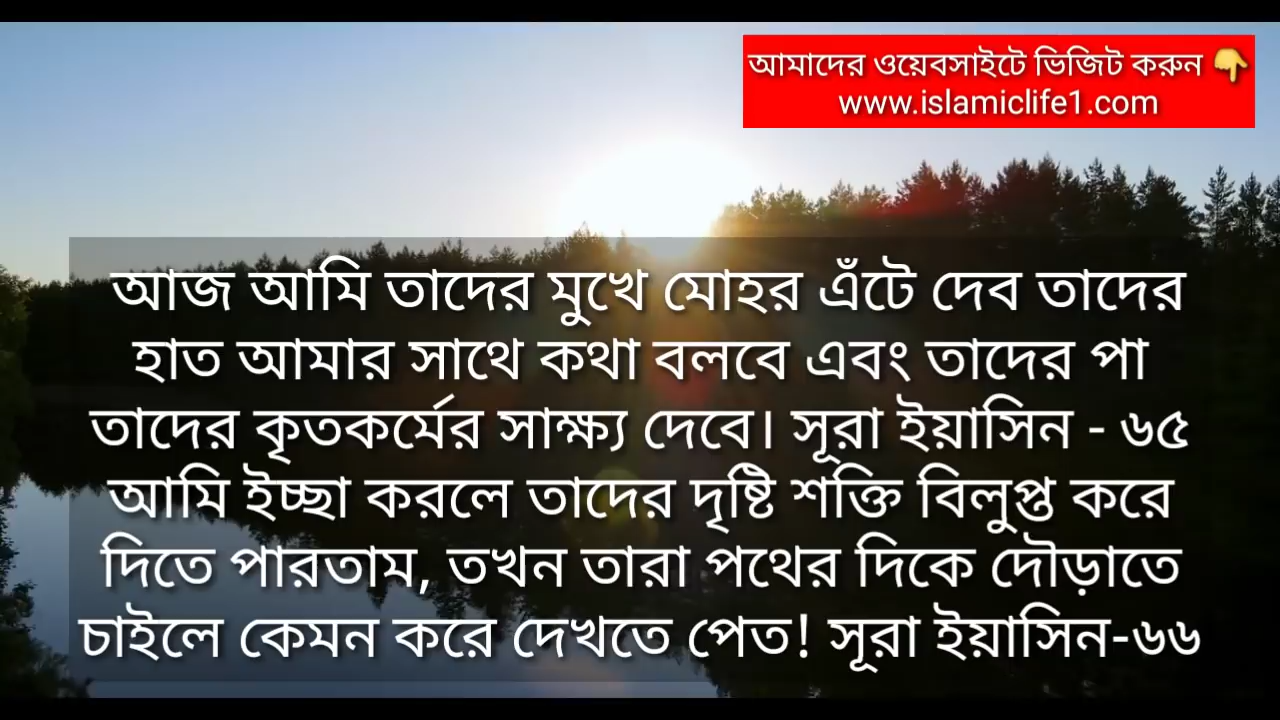 আমাদের ওয়েবসাইটে ভিজিট করুন 👇
www.islamiclife1.com
আজ আমি তাদের মুখে মোহর এঁটে দেব তাদের
হাত আমার সাথে কথা বলবে এবং তাদের পা
তাদের কৃতকর্মের সাক্ষ্য দেবে। সূরা ইয়াসিন - ৬৫
আমি ইচ্ছা করলে তাদের দৃষ্টি শক্তি বিলুপ্ত করে
দিতে পারতাম, তখন তারা পথের দিকে দৌড়াতে
চাইলে কেমন করে দেখতে পেত! সূরা ইয়াসিন-৬৬